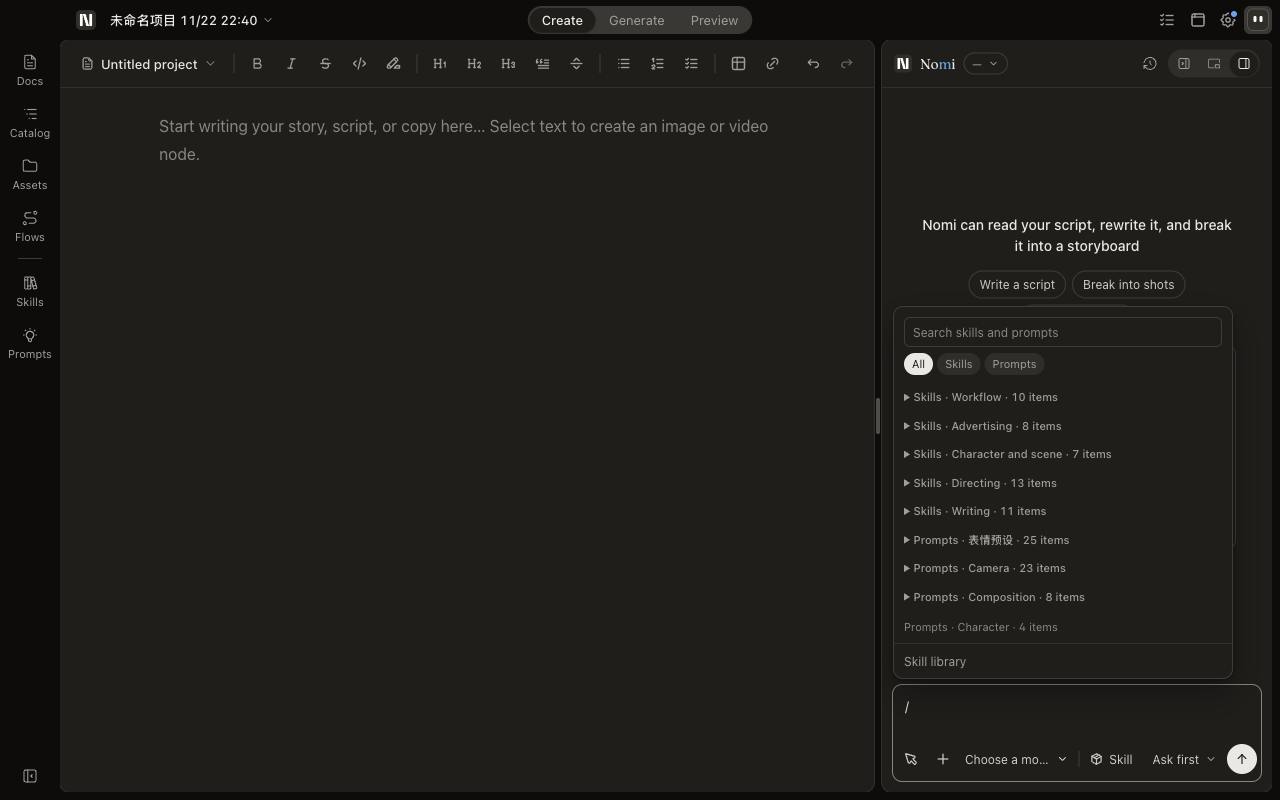 未命名项目 11/22 22:40
Create
Generate
Preview
Docs
Catalog
Assets
Flows
Skills
Prompts
Untitled project
B
I
S
H1
H2
H3
Start writing your story, script, or copy here... Select text to create an image or video
node.
N
Nomi
—
Nomi can read your script, rewrite it, and break
it into a storyboard
Write a script
Break into shots
Search skills and prompts
All
Skills
Prompts
Skills · Workflow · 10 items
Skills · Advertising · 8 items
Skills · Character and scene · 7 items
Skills · Directing · 13 items
Skills · Writing · 11 items
Prompts · 表情预设 · 25 items
Prompts · Camera · 23 items
Prompts · Composition · 8 items
Prompts · Character · 4 items
Skill library
/
Choose a mo...
Skill
Ask first